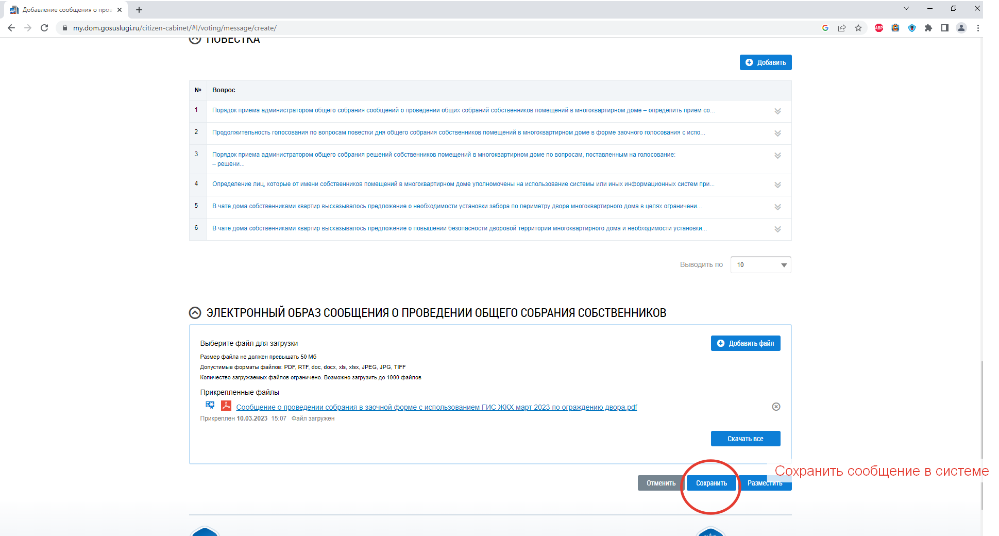 Добавление сообщения о пров
my.dom.gosuslugi.ru/citizen-cabinet/#!/voting/message/create/
ABP
ПОВЕСТКА
Добавить
№ Вопрос
1 Порядок приема администратором общего собрания сообщений о проведении общих собраний собственников помещений в многоквартирном доме – определить прием со...
2 Продолжительность голосования по вопросам повестки дня общего собрания собственников помещений в многоквартирном доме в форме заочного голосования с испо...
3 Порядок приема администратором общего собрания решений собственников помещений в многоквартирном доме по вопросам, поставленным на голосование:
– решени...
4 Определение лиц, которые от имени собственников помещений в многоквартирном доме уполномочены на использование системы или иных информационных систем при...
5 В чате дома собственниками квартир высказывалось предложение о необходимости установки забора по периметру двора многоквартирного дома в целях ограничени...
6 В чате дома собственниками квартир высказывалось предложение о повышении безопасности дворовой территории многоквартирного дома и необходимости установки...
Выводить по 10
ЭЛЕКТРОННЫЙ ОБРАЗ СООБЩЕНИЯ О ПРОВЕДЕНИИ ОБЩЕГО СОБРАНИЯ СОБСТВЕННИКОВ
Выберите файл для загрузки
Добавить файл
Размер файла не должен превышать 50 Мб
Допустимые форматы файлов: PDF, RTF, doc, docx, xls, xlsx, JPEG, JPG, TIFF
Количество загружаемых файлов ограничено. Возможно загрузить до 1000 файлов
Прикрепленные файлы
Сообщение о проведении собрания в заочной форме с использованием ГИС ЖКХ март 2023 по ограждению двора.pdf
Прикреплен 10.03.2023 15:07 Файл загружен
Скачать все
Сохранить сообщение в системе
Отменить Сохранить Разместить